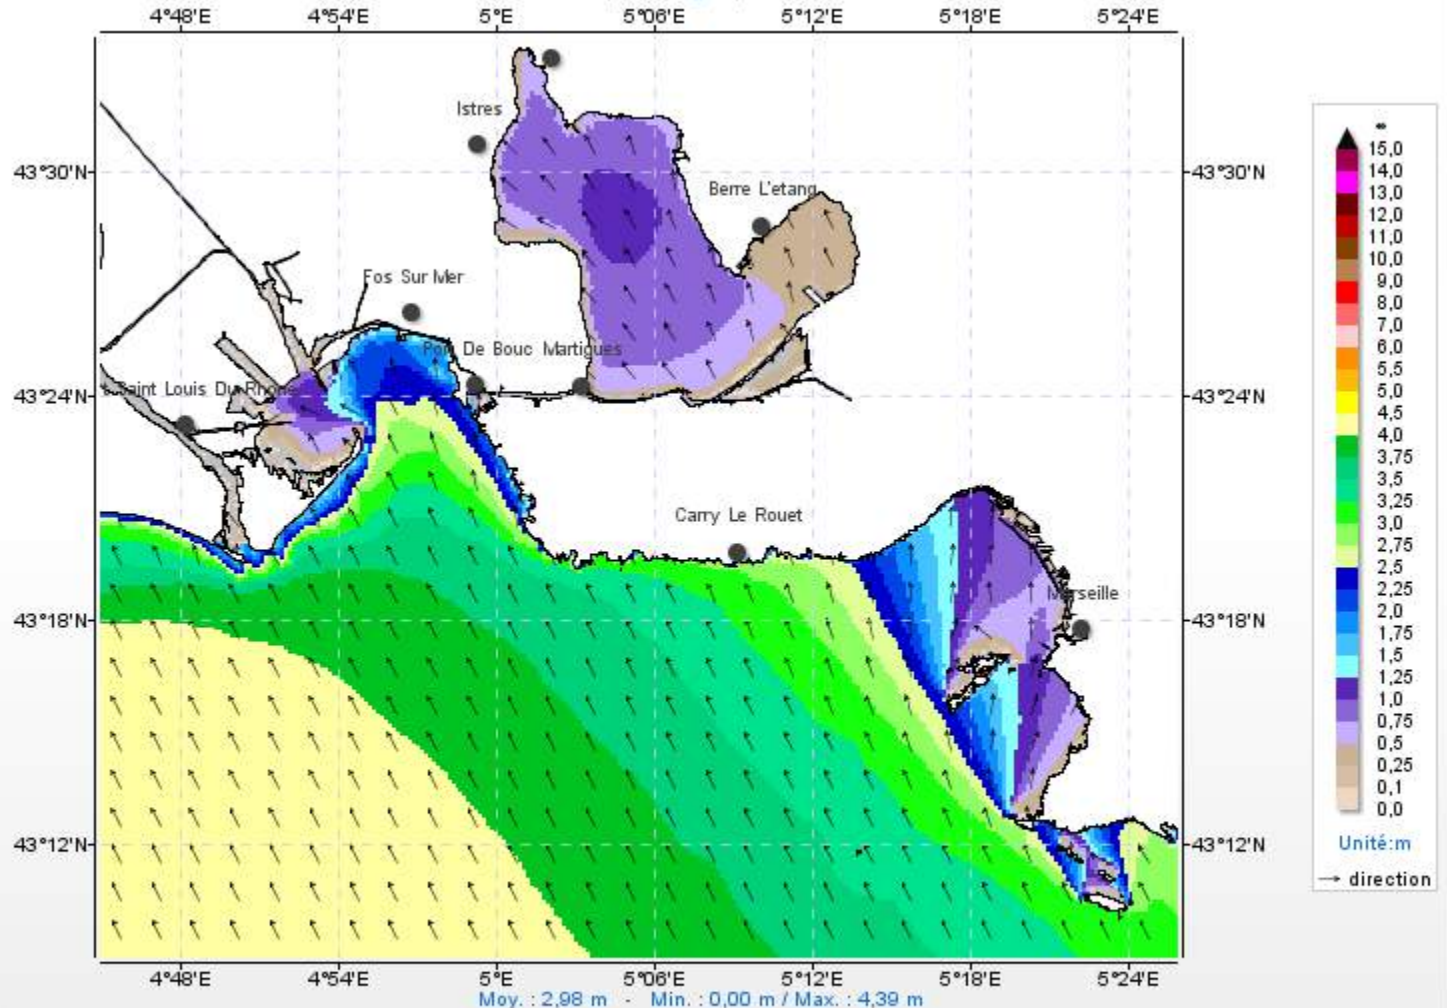 4°48'E 4°54'E 5°E 5°06'E 5°12'E 5°18'E 5°24'E
Istres
43°30'N 43°30'N
Berre L'etang
Fos Sur Mer
De Bouc Martigues
Saint Louis Du Rhone
43°24'N 43°24'N
Carry Le Rouet
Marseille
43°18'N 43°18'N
43°12'N 43°12'N
4°48'E 4°54'E 5°E 5°06'E 5°12'E 5°18'E 5°24'E
Moy. : 2,98 m - Min. : 0,00 m / Max. : 4,39 m
∞
15,0
14,0
13,0
12,0
11,0
10,0
9,0
8,0
7,0
6,0
5,5
5,0
4,5
4,0
3,75
3,5
3,25
3,0
2,75
2,5
2,25
2,0
1,75
1,5
1,25
1,0
0,75
0,5
0,25
0,1
0,0
Unité:m
→ direction